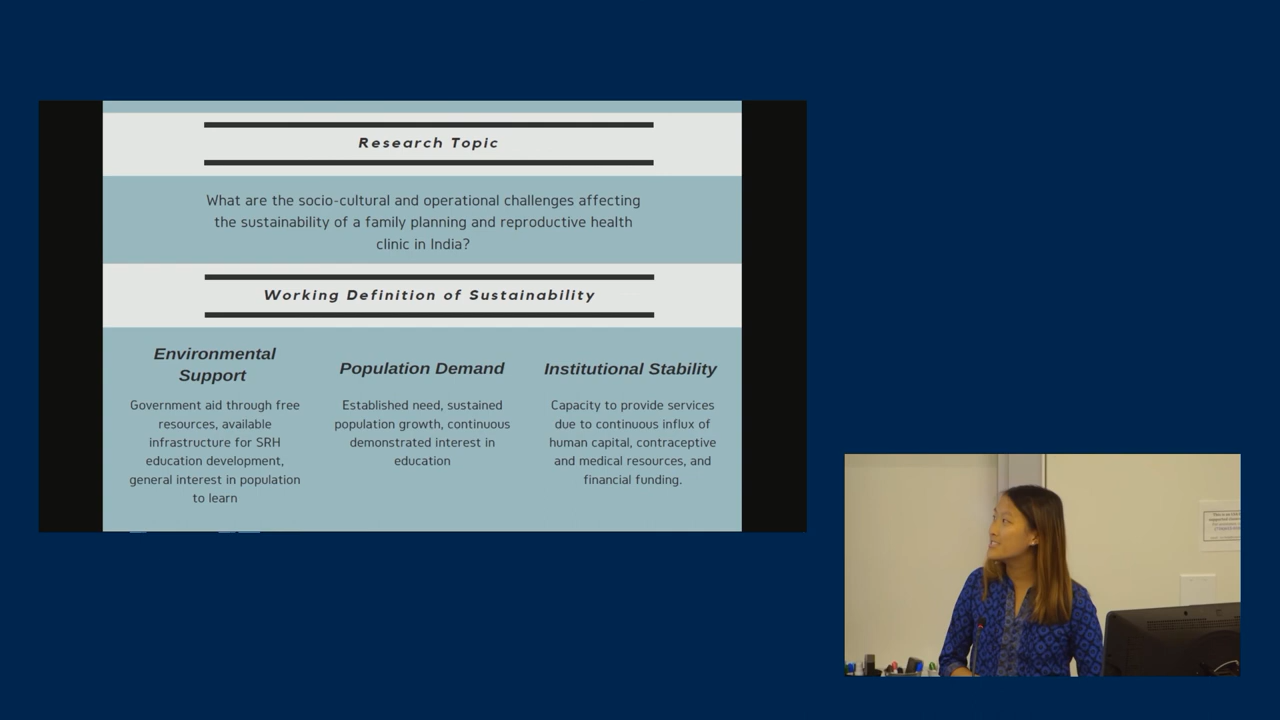 Research Topic
What are the socio-cultural and operational challenges affecting
the sustainability of a family planning and reproductive health
clinic in India?
Working Definition of Sustainability
Environmental
Support
Government aid through free
resources, available
infrastructure for SRH
education development,
general interest in population
to learn
Population Demand
Established need, sustained
population growth, continuous
demonstrated interest in
education
Institutional Stability
Capacity to provide services
due to continuous influx of
human capital, contraceptive
and medical resources, and
financial funding.